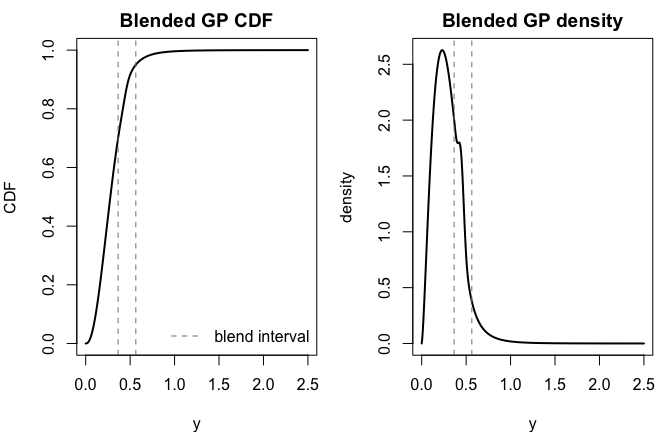 Blended GP CDF
CDF
0.0 0.2 0.4 0.6 0.8 1.0
blend interval
0.0 0.5 1.0 1.5 2.0 2.5
y
Blended GP density
density
0.0 0.5 1.0 1.5 2.0 2.5
0.0 0.5 1.0 1.5 2.0 2.5
y